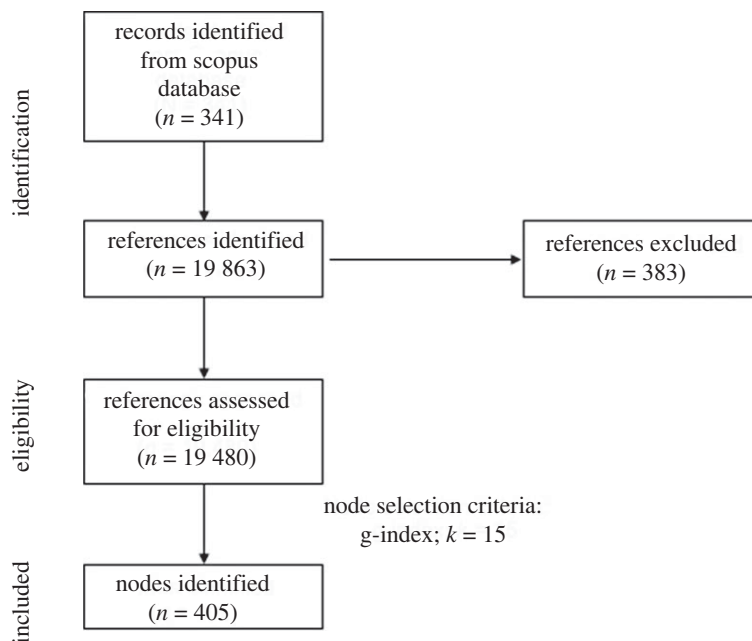 identification
records identified
from scopus
database
(n = 341)
references identified
(n = 19 863)
references excluded
(n = 383)
eligibility
references assessed
for eligibility
(n = 19 480)
node selection criteria:
g-index; k = 15
included
nodes identified
(n = 405)